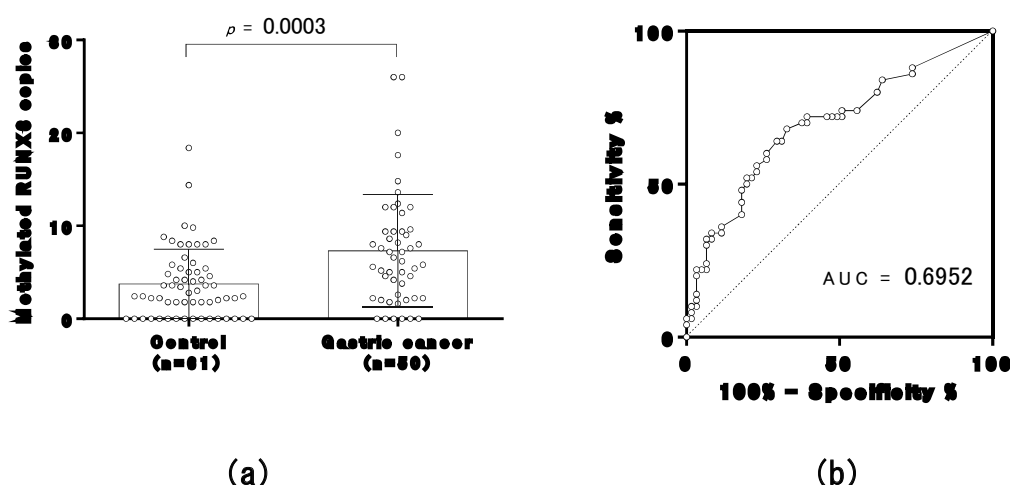 p = 0.0003
Methylated RUNX3 copies
30
20
10
0
Control
(n=61)
Gastric cancer
(n=50)
(a)
Sensitivity %
100
50
0
AUC = 0.6952
0
50
100
100% - Specificity %
(b)